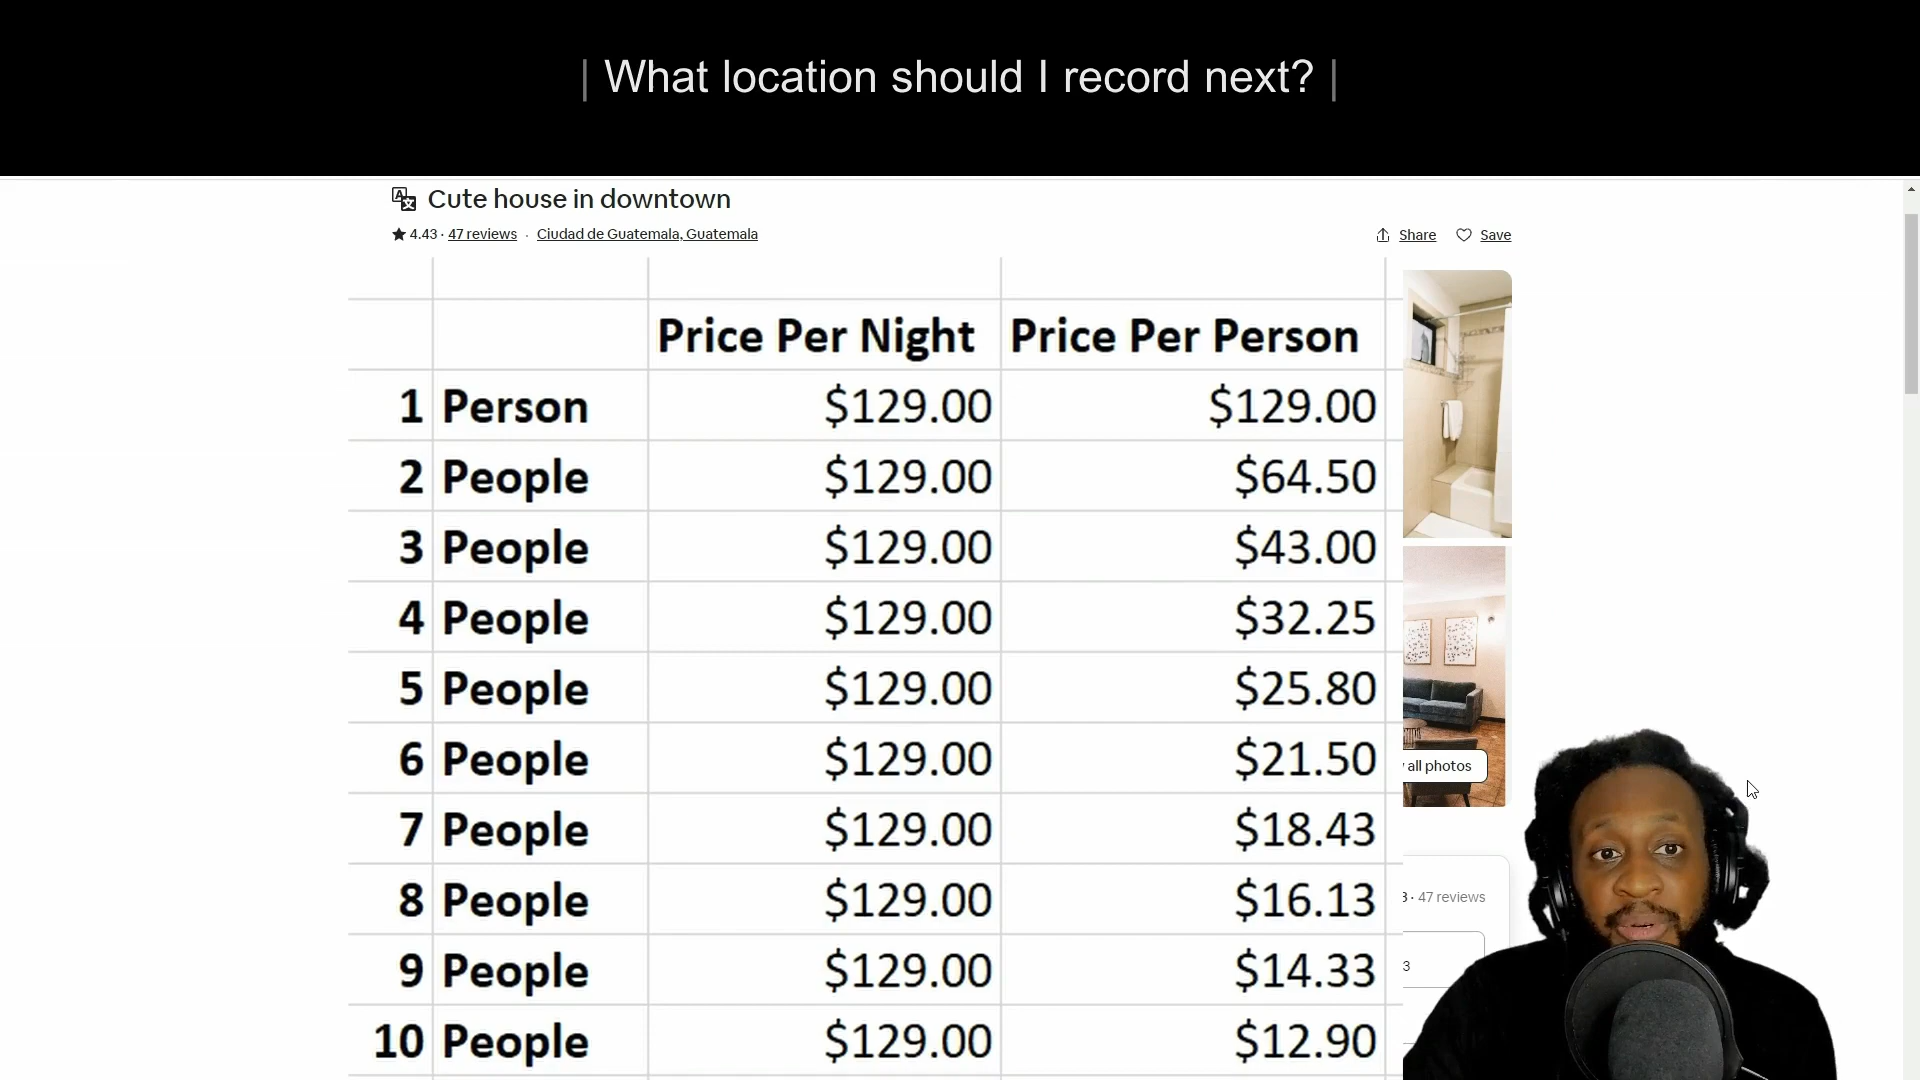 | What location should I record next? |
Cute house in downtown
4.43 · 47 reviews · Ciudad de Guatemala, Guatemala
Share Save
Price Per Night Price Per Person
1 Person $129.00 $129.00
2 People $129.00 $64.50
3 People $129.00 $43.00
4 People $129.00 $32.25
5 People $129.00 $25.80
6 People $129.00 $21.50
all photos
7 People $129.00 $18.43
8 People $129.00 $16.13
47 reviews
9 People $129.00 $14.33
3
10 People $129.00 $12.90